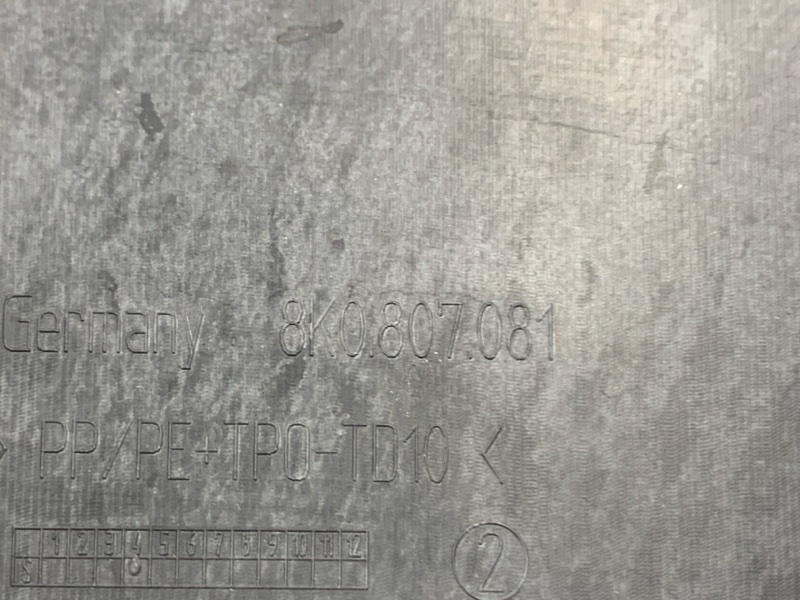 Germany 8K0.807.081
> PP/PE+TPO-TD10 <
1 2 3 4 5 6 7 8 9 10 11 12
S
2